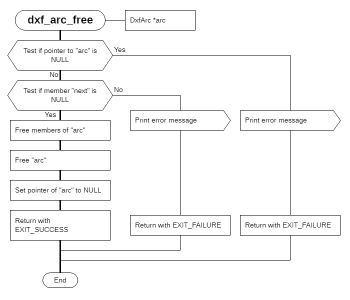 dxf_arc_free
DxfArc *arc
Test if pointer to "arc" is
NULL
Yes
No
Test if member "next" is
NULL
No
Yes
Free members of "arc"
Print error message
Print error message
Free "arc"
Set pointer of "arc" to NULL
Return with
EXIT_SUCCESS
Return with EXIT_FAILURE
Return with EXIT_FAILURE
End